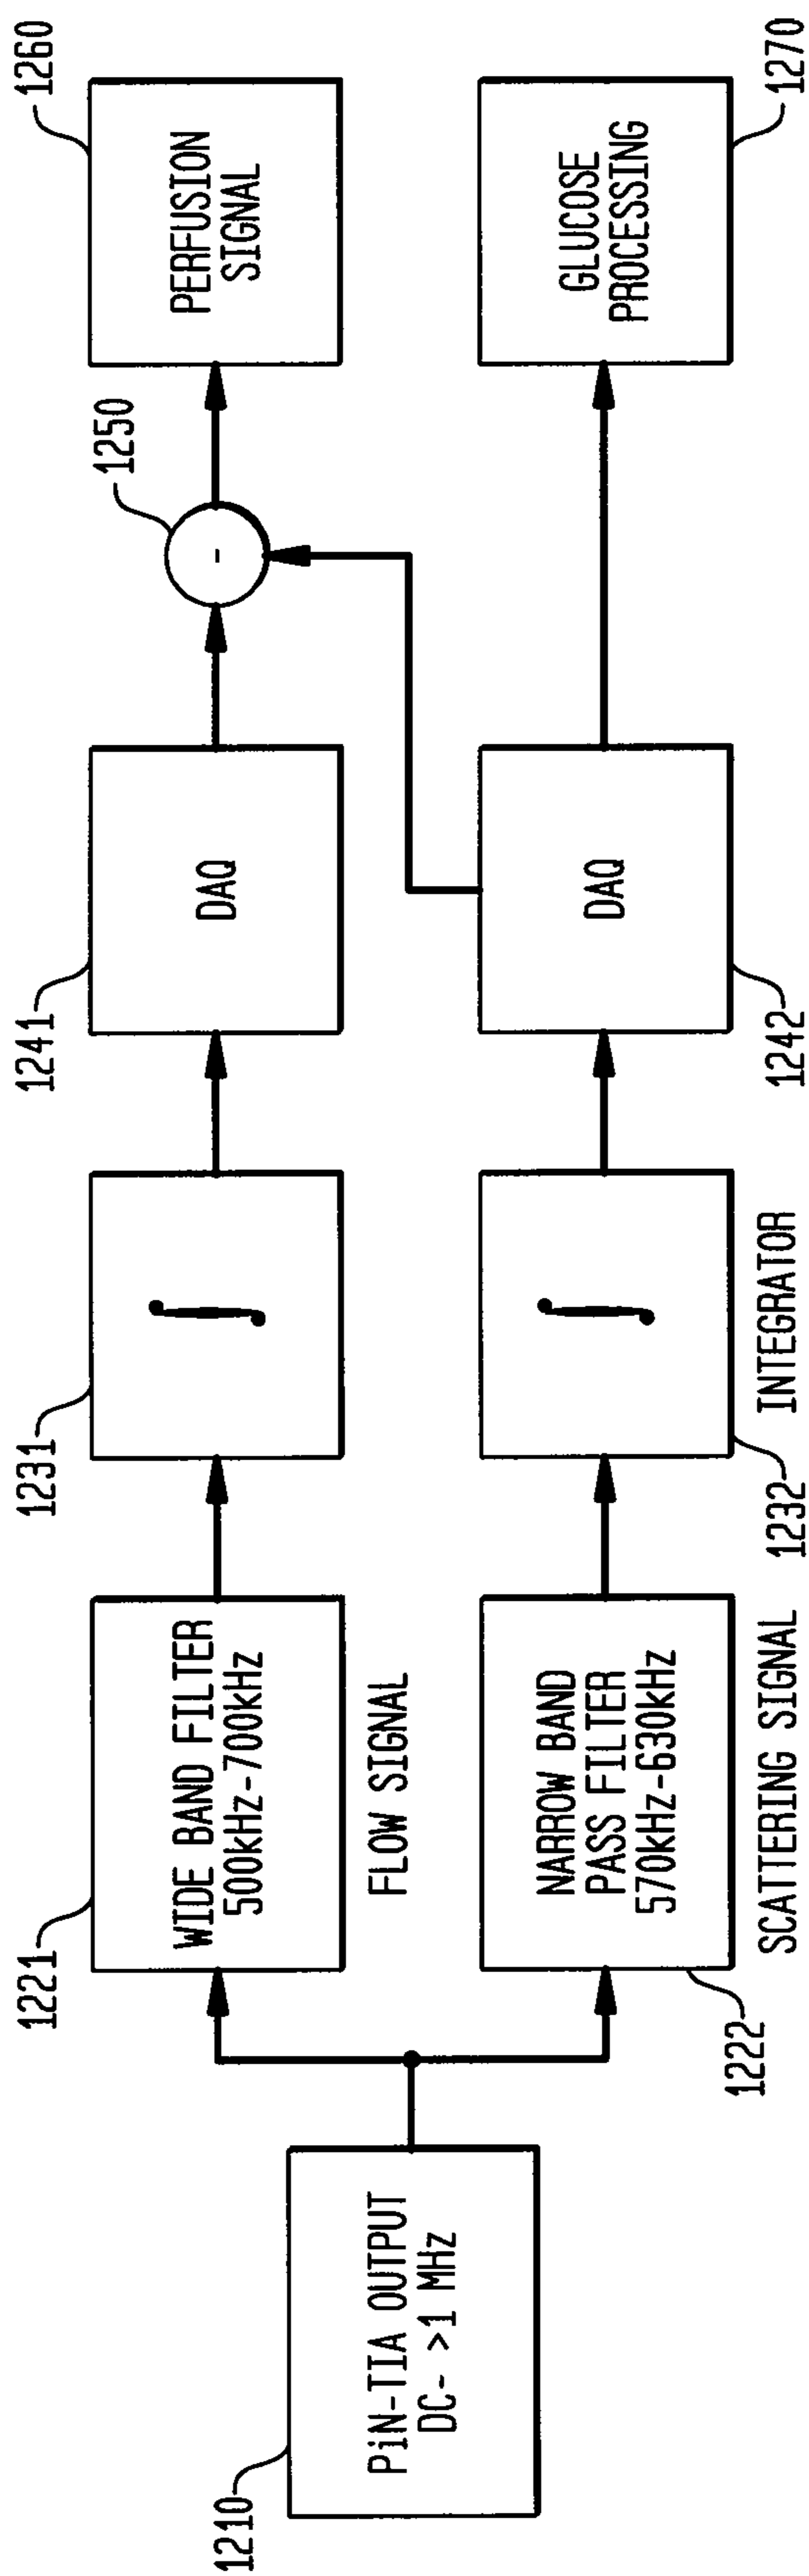 1210
PiN-TIA OUTPUT
DC- >1 MHz
1221
WIDE BAND FILTER
500kHz-700kHz
FLOW SIGNAL
1231
∫
1241
DAQ
1250
-
1260
PERFUSION
SIGNAL
1222
NARROW BAND
PASS FILTER
570kHz-630kHz
SCATTERING SIGNAL
1232
∫
INTEGRATOR
1242
DAQ
1270
GLUCOSE
PROCESSING